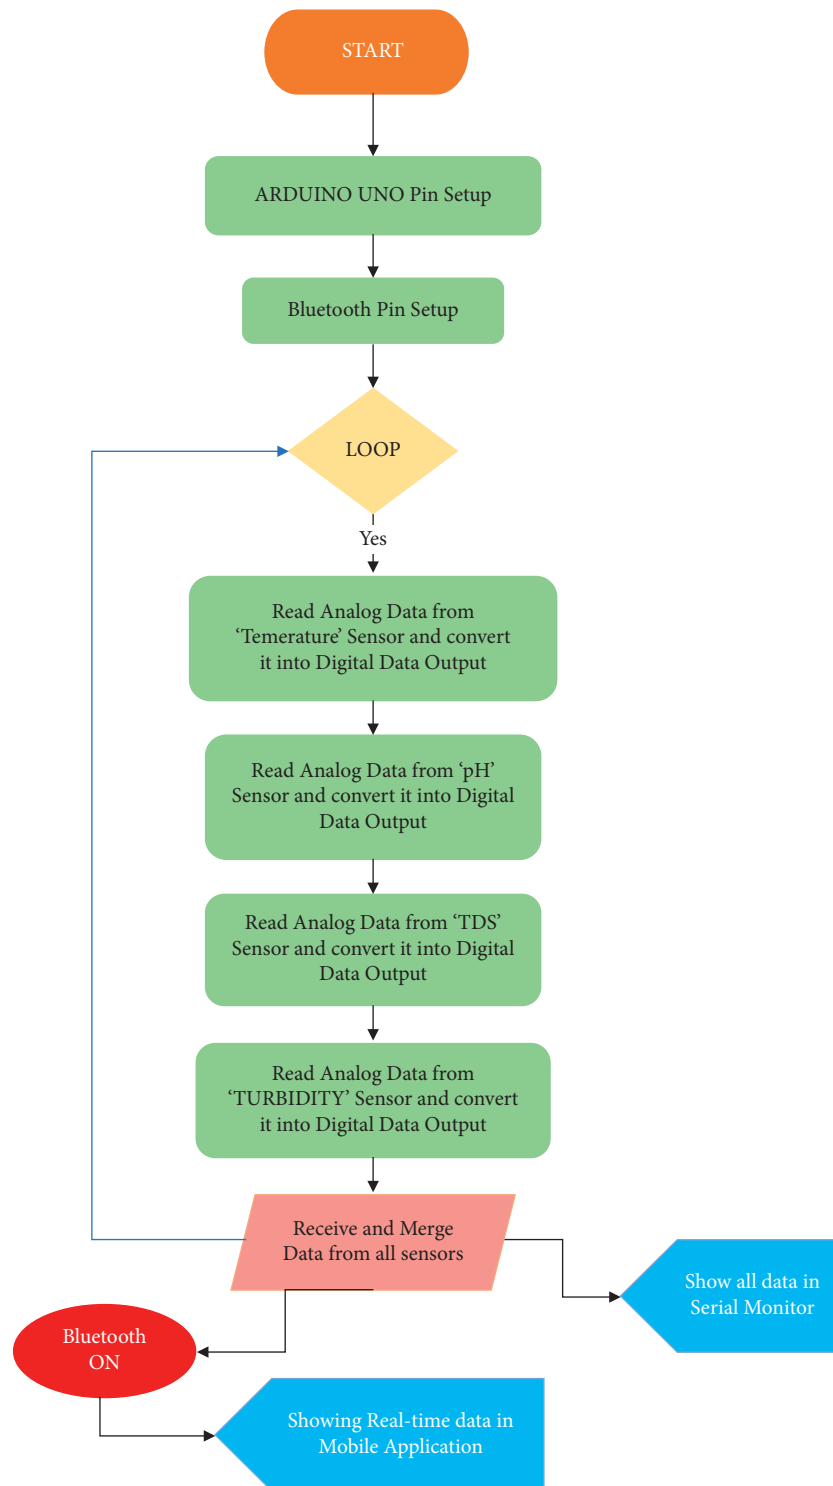 START
ARDUINO UNO Pin Setup
Bluetooth Pin Setup
LOOP
Yes
Read Analog Data from
‘Temerature’ Sensor and convert
it into Digital Data Output
Read Analog Data from ‘pH’
Sensor and convert it into Digital
Data Output
Read Analog Data from ‘TDS’
Sensor and convert it into Digital
Data Output
Read Analog Data from
‘TURBIDITY’ Sensor and convert
it into Digital Data Output
Receive and Merge
Data from all sensors
Show all data in
Serial Monitor
Bluetooth
ON
Showing Real-time data in
Mobile Application